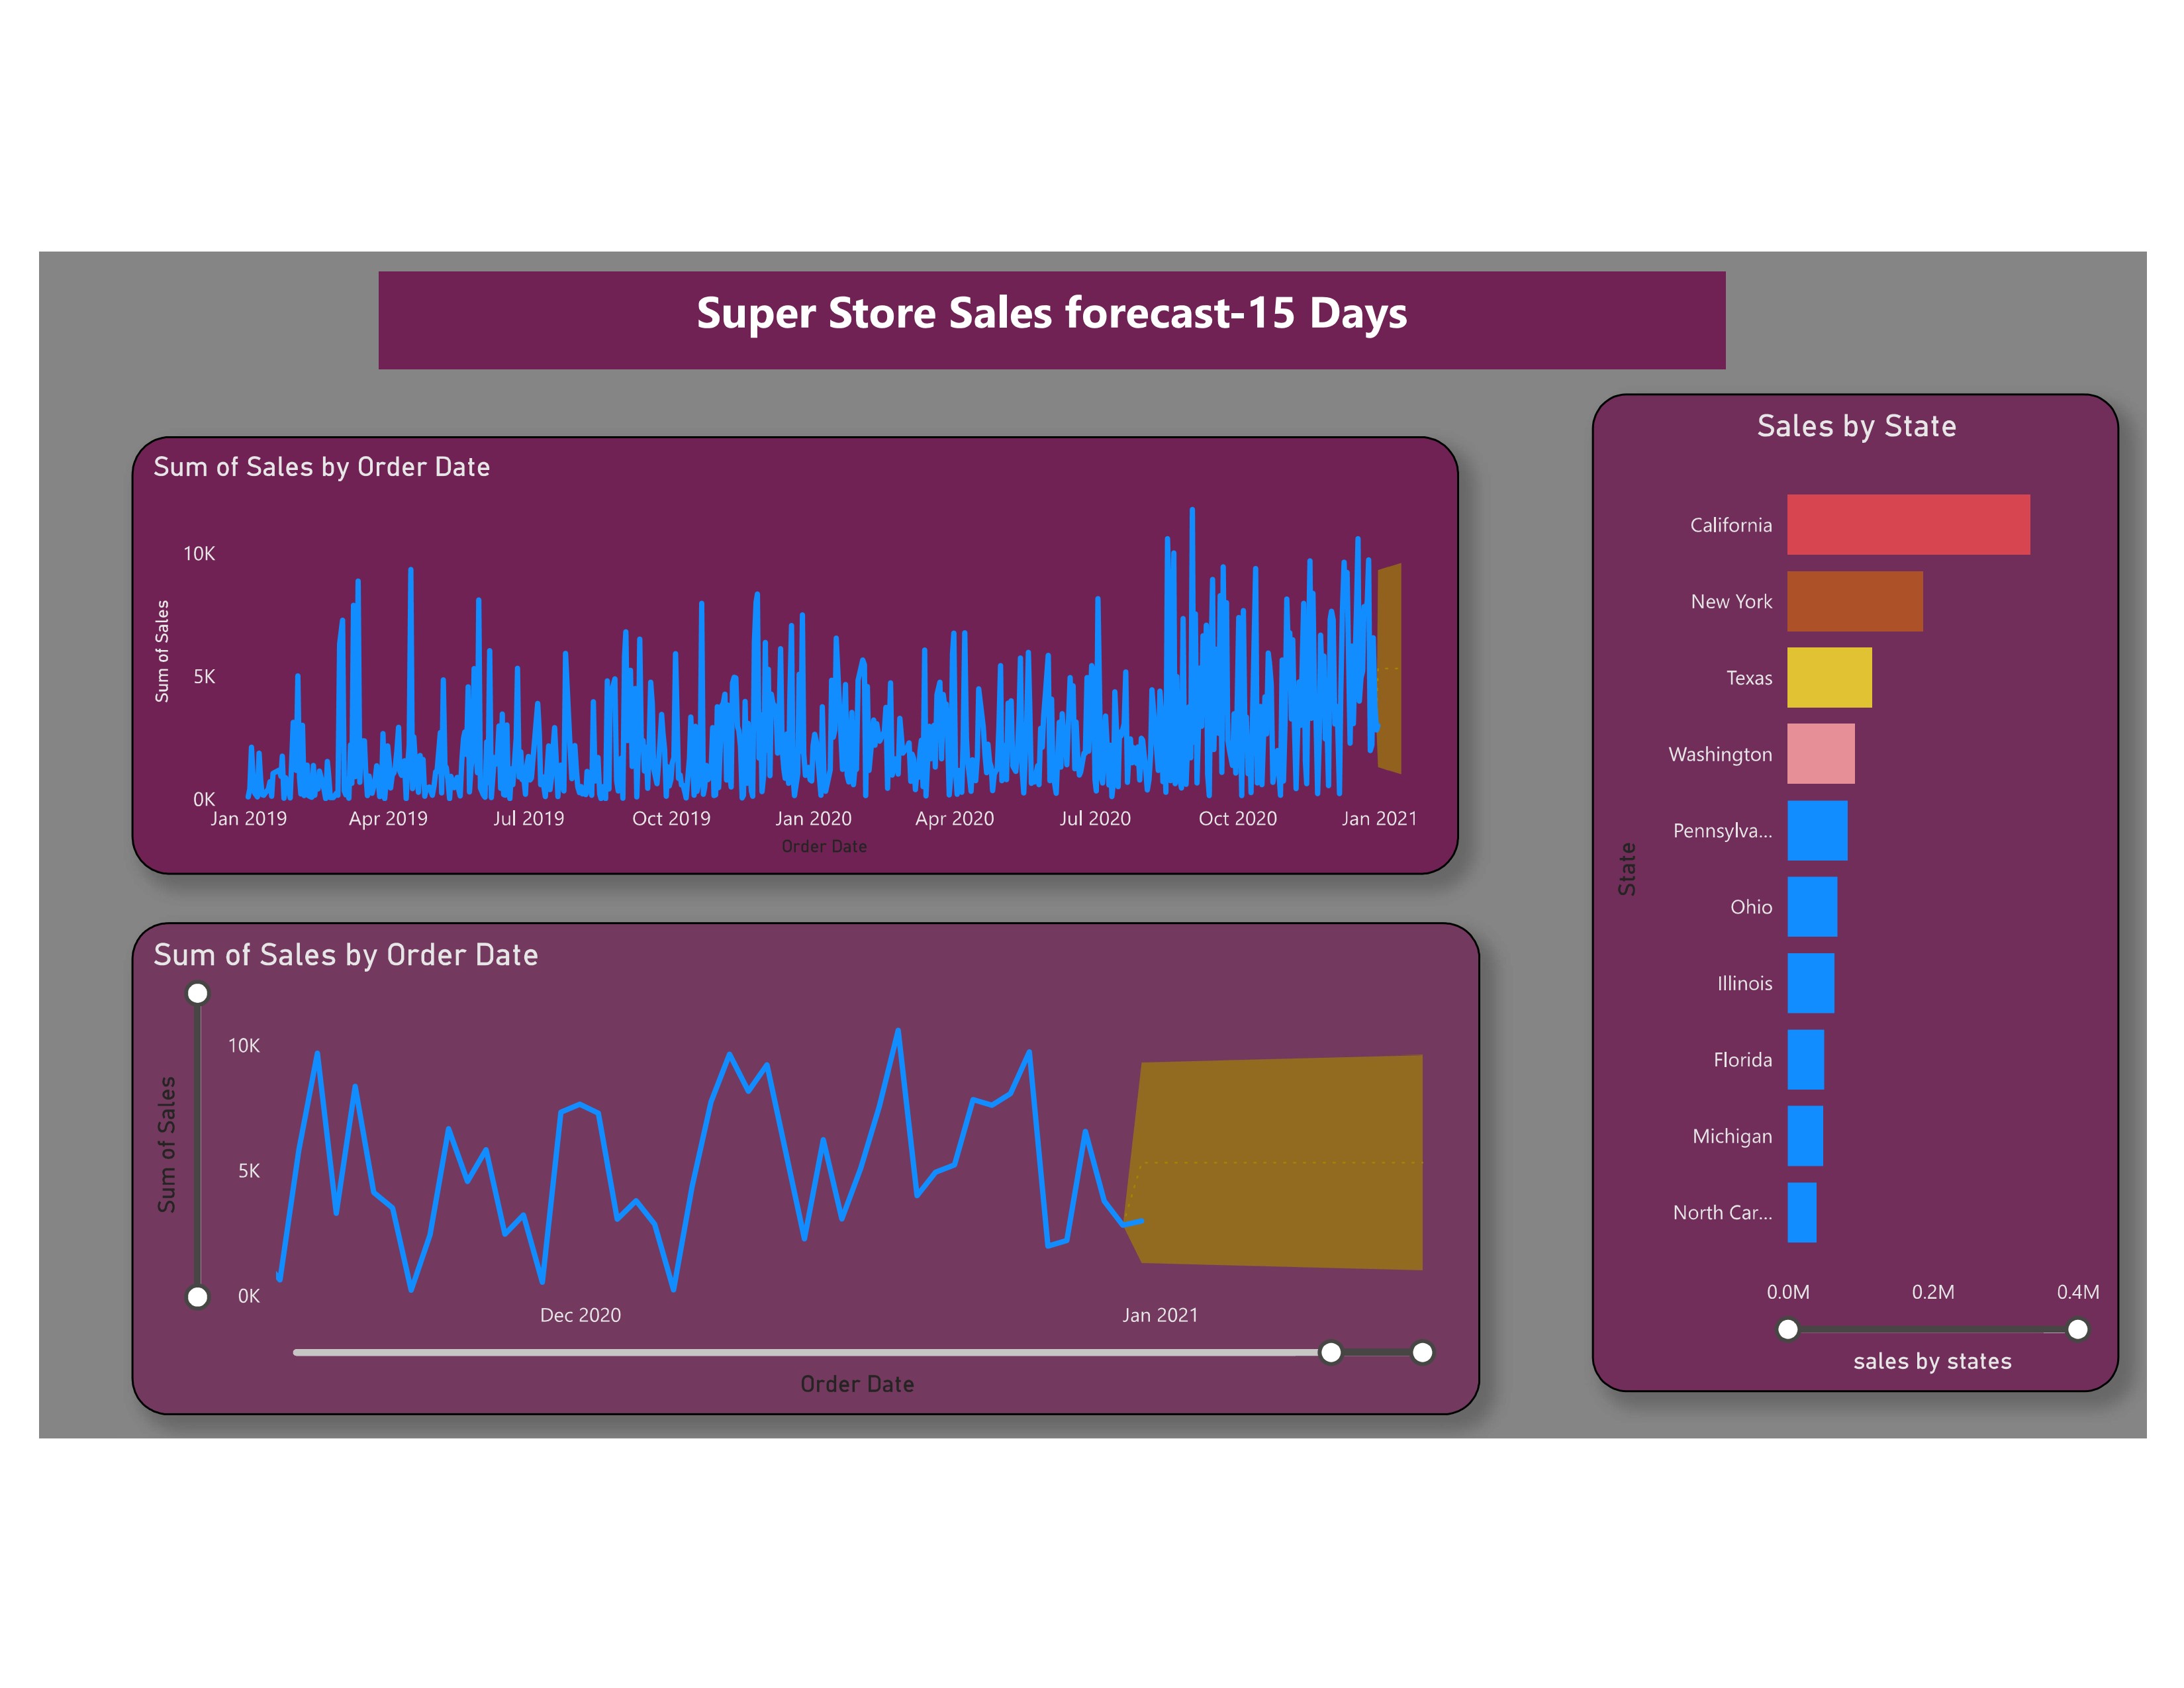 Super Store Sales forecast-15 Days
Sum of Sales by Order Date
Sum of Sales
10K
5K
0K
Jan 2019 Apr 2019 Jul 2019 Oct 2019 Jan 2020 Apr 2020 Jul 2020 Oct 2020 Jan 2021
Order Date
Sum of Sales by Order Date
Sum of Sales
10K
5K
0K
Dec 2020 Jan 2021
Order Date
Sales by State
State
California
New York
Texas
Washington
Pennsylva...
Ohio
Illinois
Florida
Michigan
North Car...
0.0M 0.2M 0.4M
sales by states